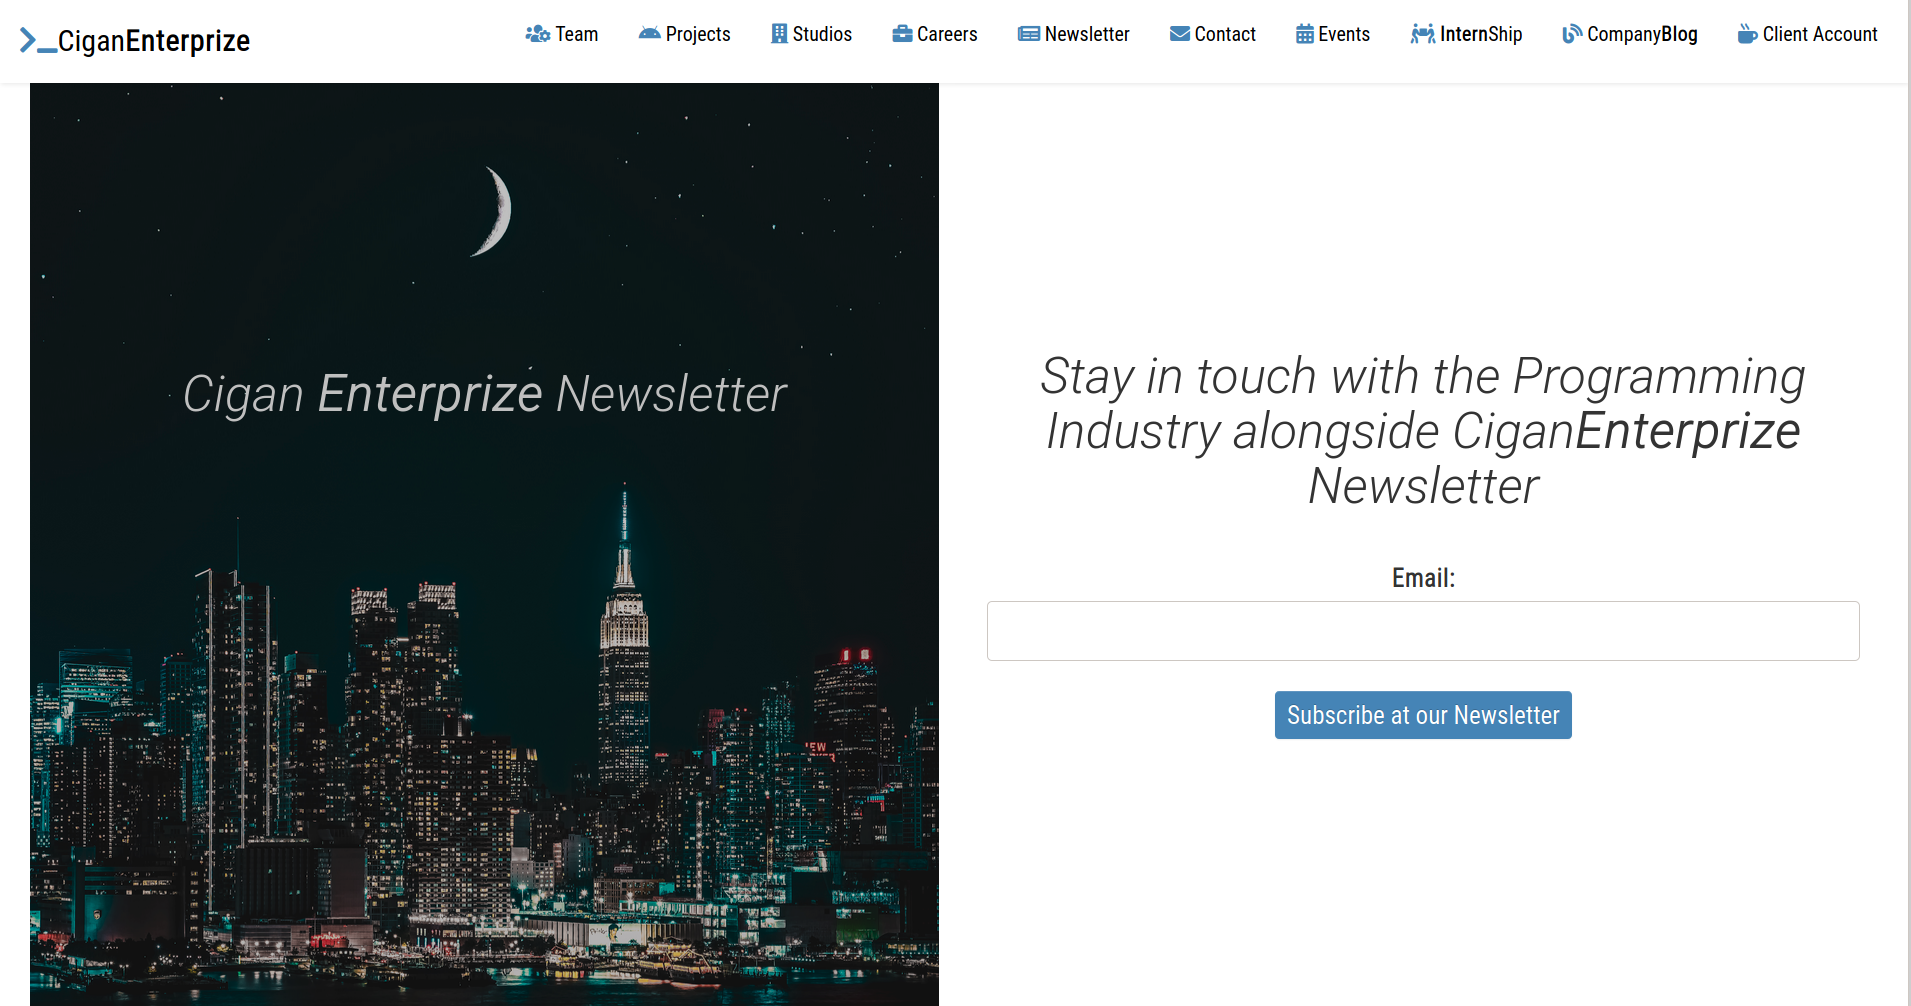 CiganEnterprize
Team Projects Studios Careers Newsletter Contact Events InternShip CompanyBlog Client Account
Cigan Enterprize Newsletter
Stay in touch with the Programming
Industry alongside CiganEnterprize
Newsletter
Email:
Subscribe at our Newsletter